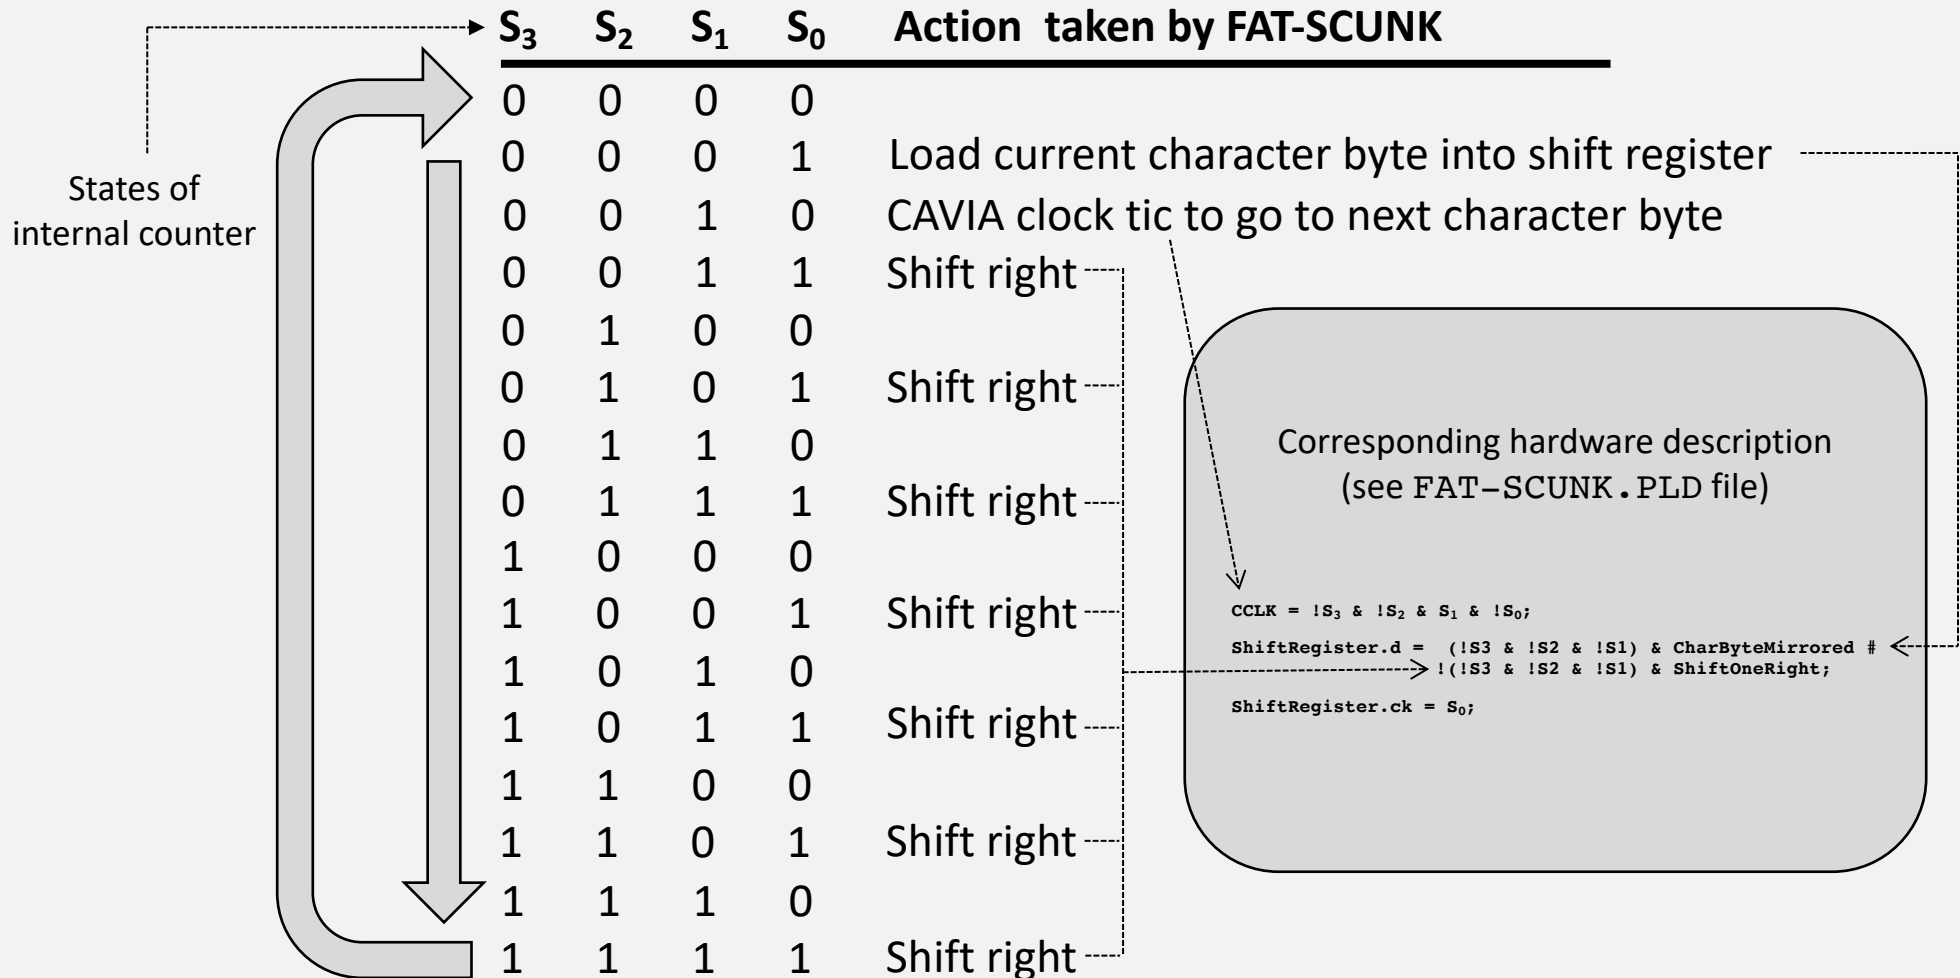 S₃ S₂ S₁ S₀ Action taken by FAT-SCUNK
0 0 0 0
0 0 0 1 Load current character byte into shift register
0 0 1 0 CAVIA clock tic to go to next character byte
0 0 1 1 Shift right
0 1 0 0
0 1 0 1 Shift right
0 1 1 0
0 1 1 1 Shift right
1 0 0 0
1 0 0 1 Shift right
1 0 1 0
1 0 1 1 Shift right
1 1 0 0
1 1 0 1 Shift right
1 1 1 0
1 1 1 1 Shift right
States of
internal counter
Corresponding hardware description
(see FAT-SCUNK.PLD file)
CCLK = !S₃ & !S₂ & S₁ & !S₀;
ShiftRegister.d = (!S3 & !S2 & !S1) & CharByteMirrored #
!(!S3 & !S2 & !S1) & ShiftOneRight;
ShiftRegister.ck = S₀;